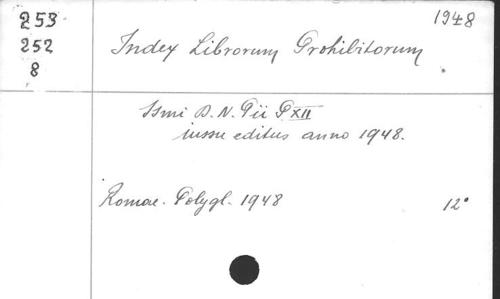 253
252
8
1948
Index Librorum Prohibitorum
Ssmi D. N. Pii P XII
iussu editus anno 1948.
Romae. Polygl. 1948 12°